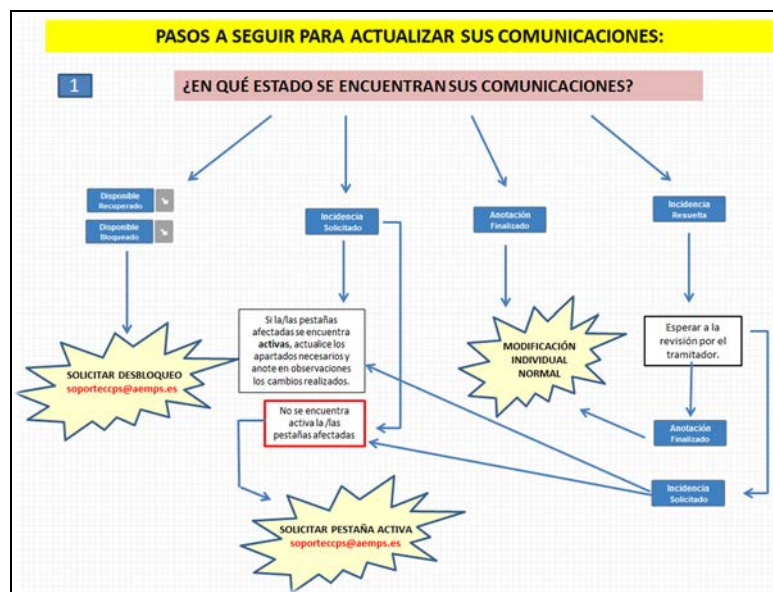 PASOS A SEGUIR PARA ACTUALIZAR SUS COMUNICACIONES:
1
¿EN QUÉ ESTADO SE ENCUENTRAN SUS COMUNICACIONES?
Disponible
Recuperado
Disponible
Bloqueado
Incidencia
Solicitado
Anotación
Finalizado
Incidencia
Resuelta
SOLICITAR DESBLOQUEO
soporteccps@aemps.es
Si la/las pestañas
afectadas se encuentra
activas, actualice los
apartados necesarios y
anote en observaciones
los cambios realizados.
MODIFICACIÓN
INDIVIDUAL
NORMAL
Esperar a la
revisión por el
tramitador.
No se encuentra
activa la /las
pestañas afectadas
Anotación
Finalizado
Incidencia
Solicitado
SOLICITAR PESTAÑA ACTIVA
soporteccps@aemps.es